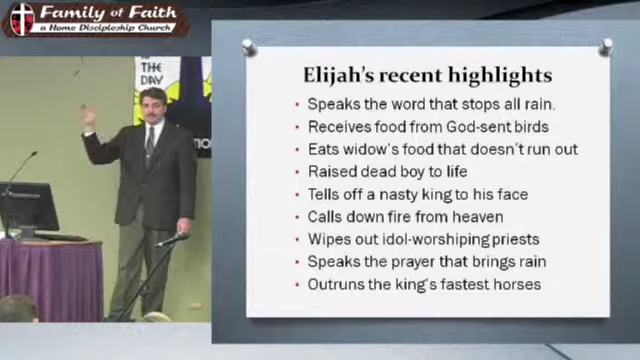 Family of Faith
a Home Discipleship Church
THE
DAY
Elijah's recent highlights
• Speaks the word that stops all rain.
• Receives food from God-sent birds
• Eats widow's food that doesn't run out
• Raised dead boy to life
• Tells off a nasty king to his face
• Calls down fire from heaven
• Wipes out idol-worshiping priests
• Speaks the prayer that brings rain
• Outruns the king's fastest horses